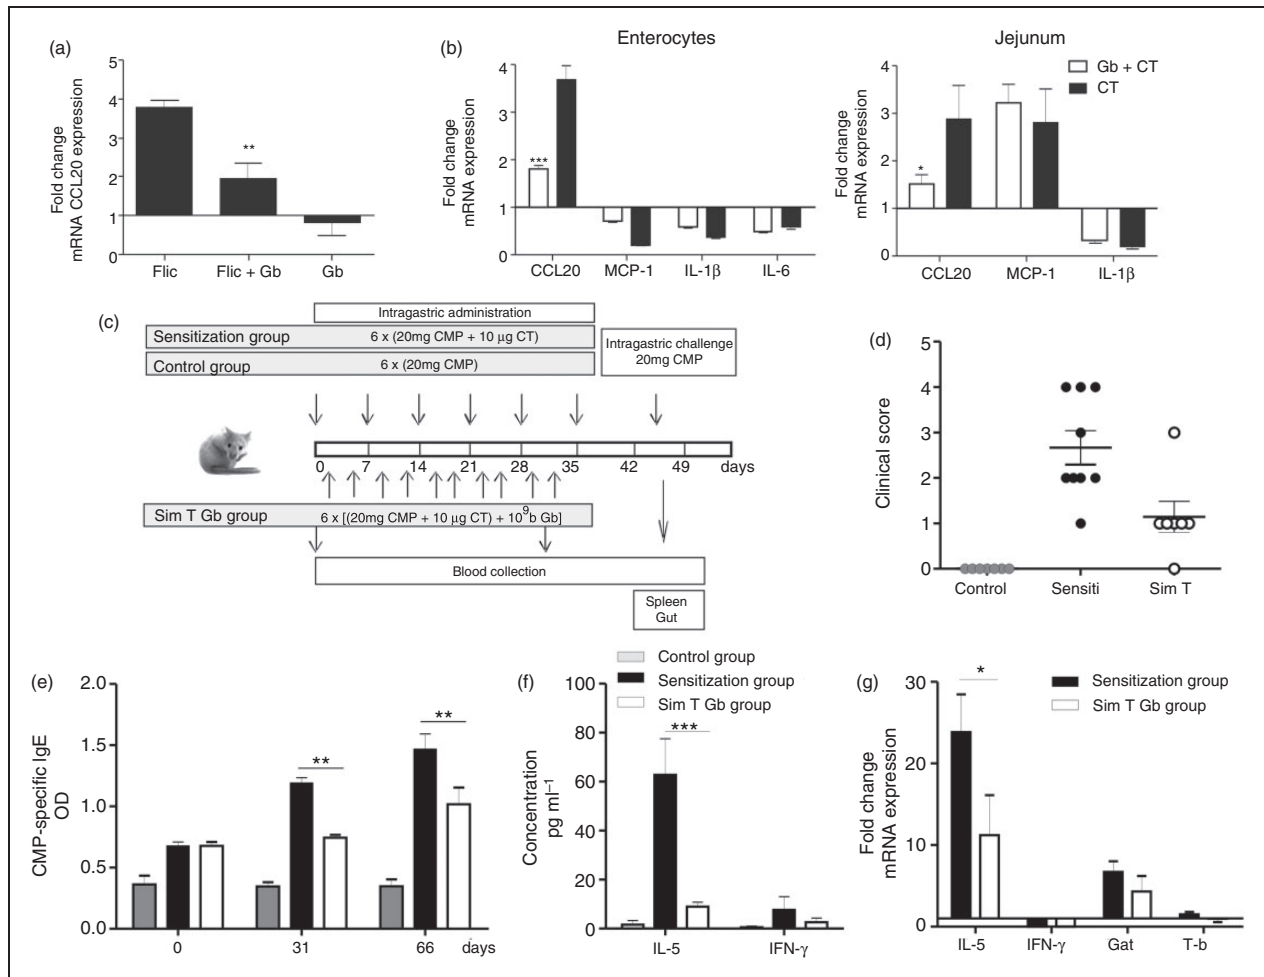 (a)
5
4
3
2
1
0
Fold change
mRNA CCL20 expression
**
Flic
Flic + Gb
Gb
(b)
Enterocytes
4
3
2
1
0
Fold change
mRNA expression
***
CCL20
MCP-1
IL-1β
IL-6
Jejunum
4
3
2
1
0
Fold change
mRNA expression
*
Gb + CT
CT
CCL20
MCP-1
IL-1β
(c)
Intragastric administration
Sensitization group
6 x (20mg CMP + 10 μg CT)
Control group
6 x (20mg CMP)
Intragastric challenge
20mg CMP
0 7 14 21 28 35 42 49 days
Sim T Gb group
6 x [(20mg CMP + 10 μg CT) + 10⁹b Gb]
Blood collection
Spleen
Gut
(d)
5
4
3
2
1
0
Clinical score
Control
Sensiti
Sim T
(e)
2.0
1.5
1.0
0.5
0.0
CMP-specific IgE
OD
**
**
0
31
66
days
Control group
Sensitization group
Sim T Gb group
(f)
100
80
60
40
20
0
Concentration
pg ml⁻¹
***
IL-5
IFN-γ
(g)
30
20
10
0
Fold change
mRNA expression
*
Sensitization group
Sim T Gb group
IL-5
IFN-γ
Gat
T-b